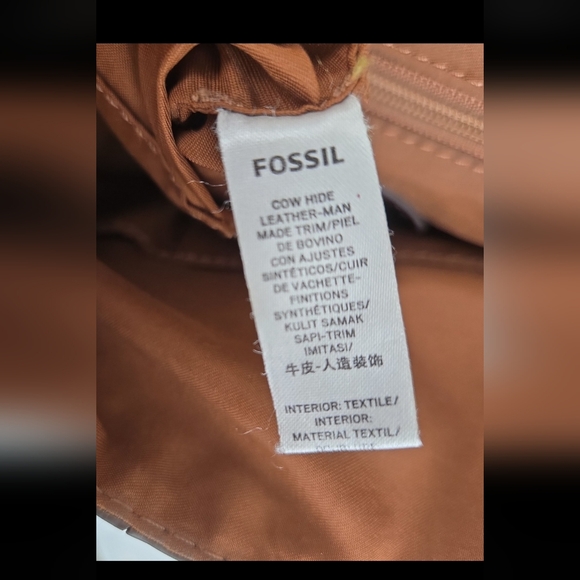 FOSSIL
COW HIDE
LEATHER-MAN
MADE TRIM/PIEL
DE BOVINO
CON AJUSTES
SINTÉTICOS/CUIR
DE VACHETTE-
FINITIONS
SYNTHÉTIQUES/
KULIT SAMAK
SAPI-TRIM
IMITASI/
牛皮-人造装饰
INTERIOR: TEXTILE/
INTERIOR:
MATERIAL TEXTIL/